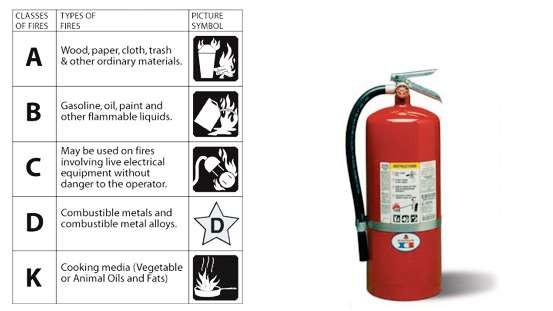 CLASSES
OF FIRES
TYPES OF
FIRES
PICTURE
SYMBOL
A
Wood, paper, cloth, trash
& other ordinary materials.
B
Gasoline, oil, paint and
other flammable liquids.
C
May be used on fires
involving live electrical
equipment without
danger to the operator.
D
Combustible metals and
combustible metal alloys.
D
K
Cooking media (Vegetable
or Animal Oils and Fats)
INSTRUCTIONS